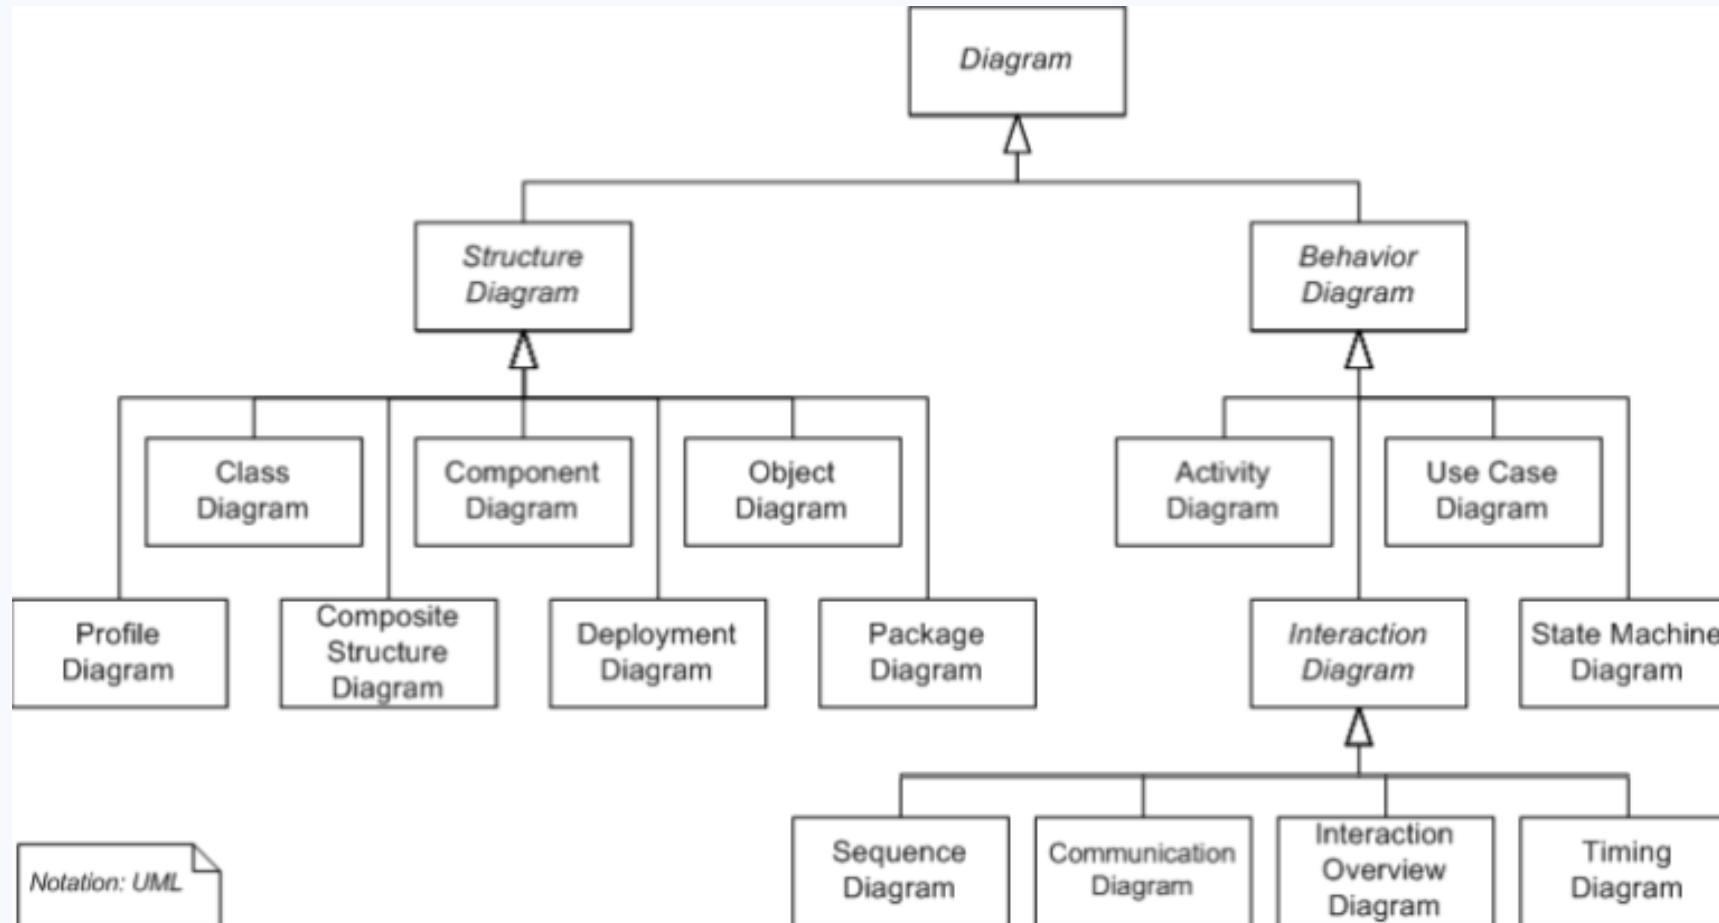 Diagram
Structure
Diagram
Behavior
Diagram
Class
Diagram
Component
Diagram
Object
Diagram
Activity
Diagram
Use Case
Diagram
Profile
Diagram
Composite
Structure
Diagram
Deployment
Diagram
Package
Diagram
Interaction
Diagram
State Machine
Diagram
Sequence
Diagram
Communication
Diagram
Interaction
Overview
Diagram
Timing
Diagram
Notation: UML